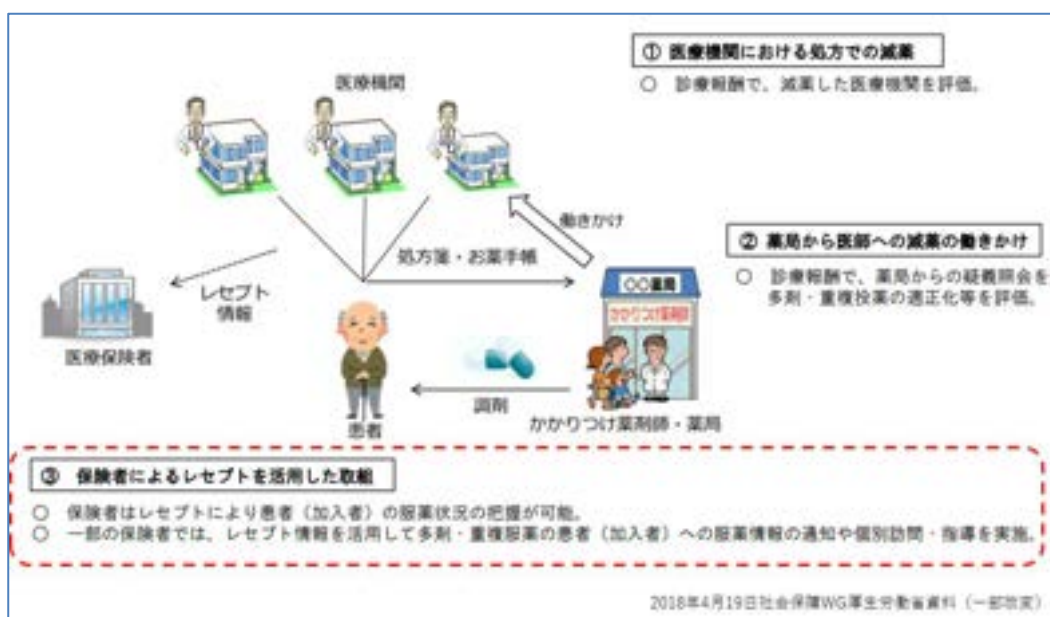 ① 医療機関における処方での減薬
○ 診療報酬で、減薬した医療機関を評価。
医療機関
働きかけ
② 薬局から医師への減薬の働きかけ
○ 診療報酬で、薬局からの疑義照会を
多剤・重複投薬の適正化等を評価。
処方箋・お薬手帳
○○薬局
かかりつけ薬剤師
レセプト
情報
医療保険者
調剤
患者
かかりつけ薬剤師・薬局
③ 保険者によるレセプトを活用した取組
○ 保険者はレセプトにより患者（加入者）の服薬状況の把握が可能。
○ 一部の保険者では、レセプト情報を活用して多剤・重複服薬の患者（加入者）への服薬情報の通知や個別訪問・指導を実施。
2018年4月19日社会保障WG厚生労働省資料（一部改変）